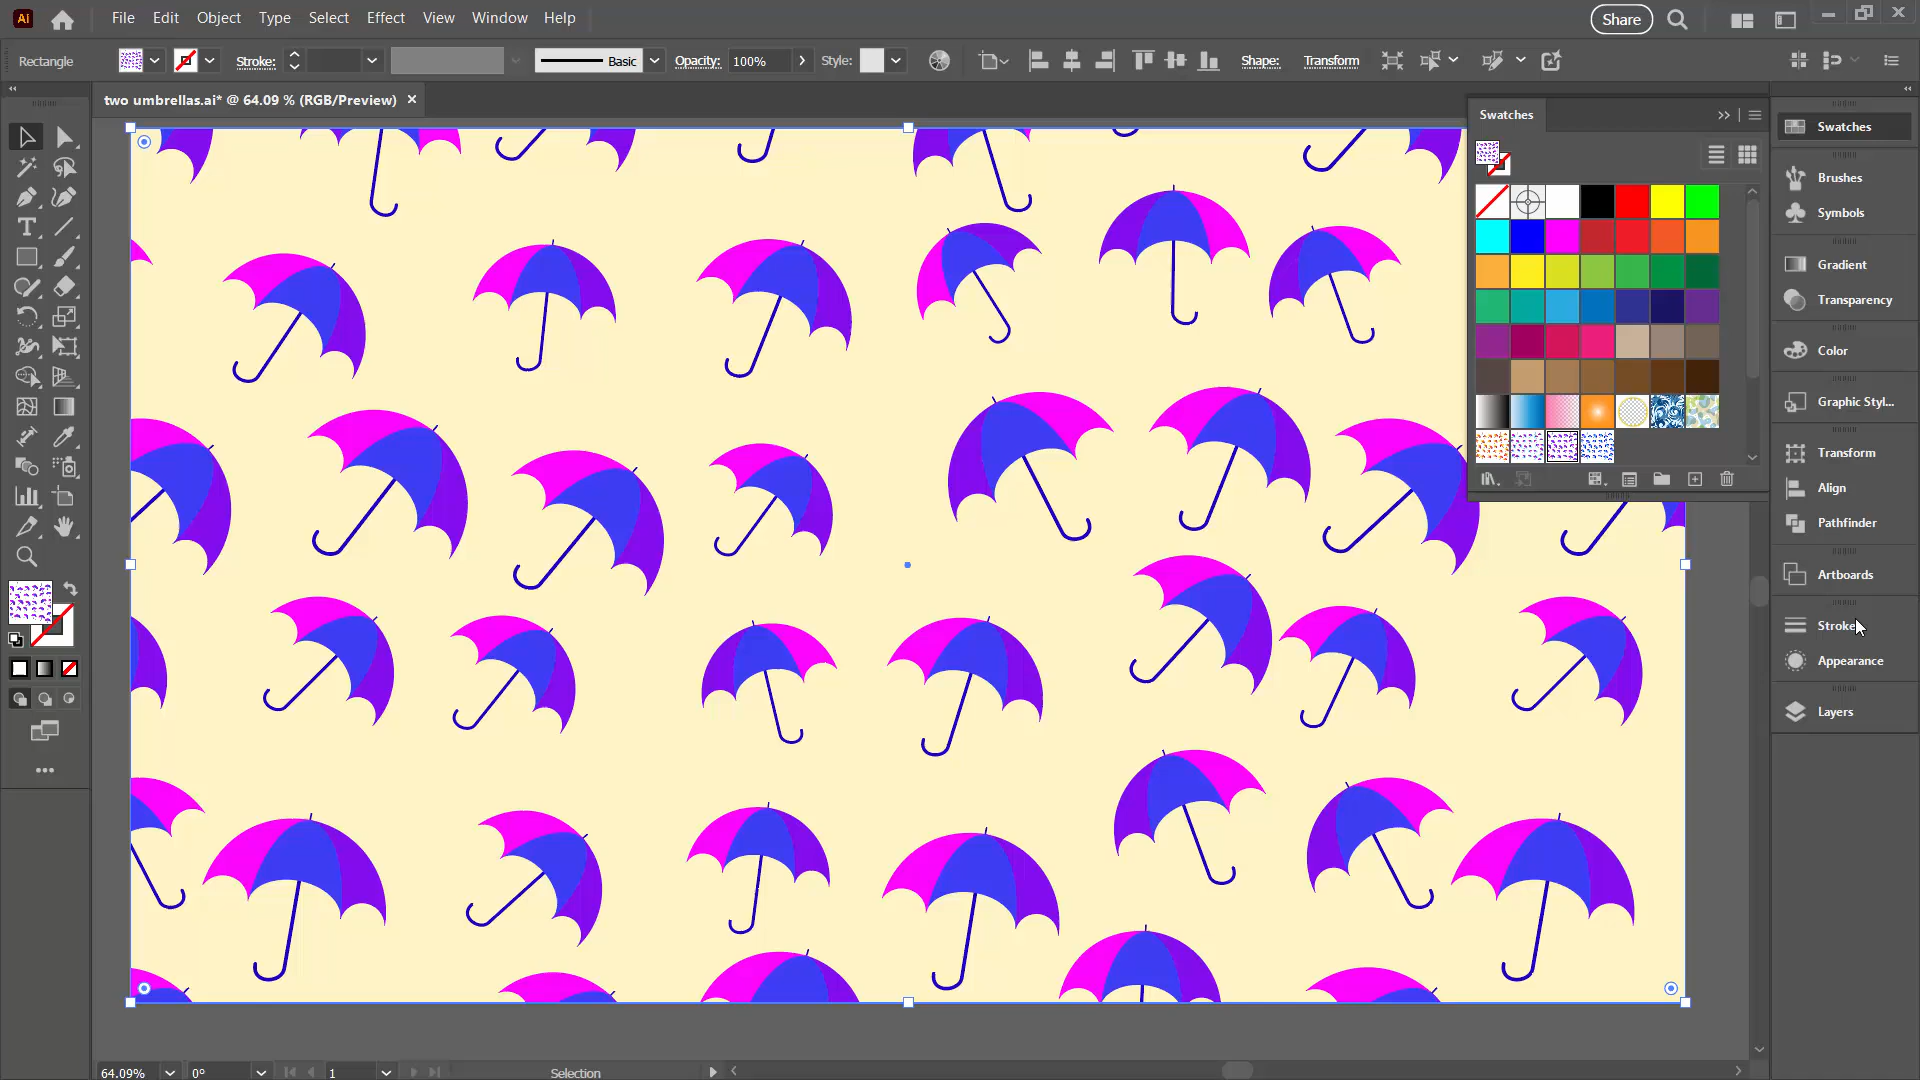 Ai File Edit Object Type Select Effect View Window Help Share
Rectangle Stroke: Basic Opacity: 100% Style: Shape: Transform
two umbrellas.ai* @ 64.09 % (RGB/Preview) ×
Swatches
Swatches
Brushes
Symbols
Gradient
Transparency
Color
Graphic Styl...
Transform
Align
Pathfinder
Artboards
Stroke
Appearance
Layers
64.09% 0° 1 Selection